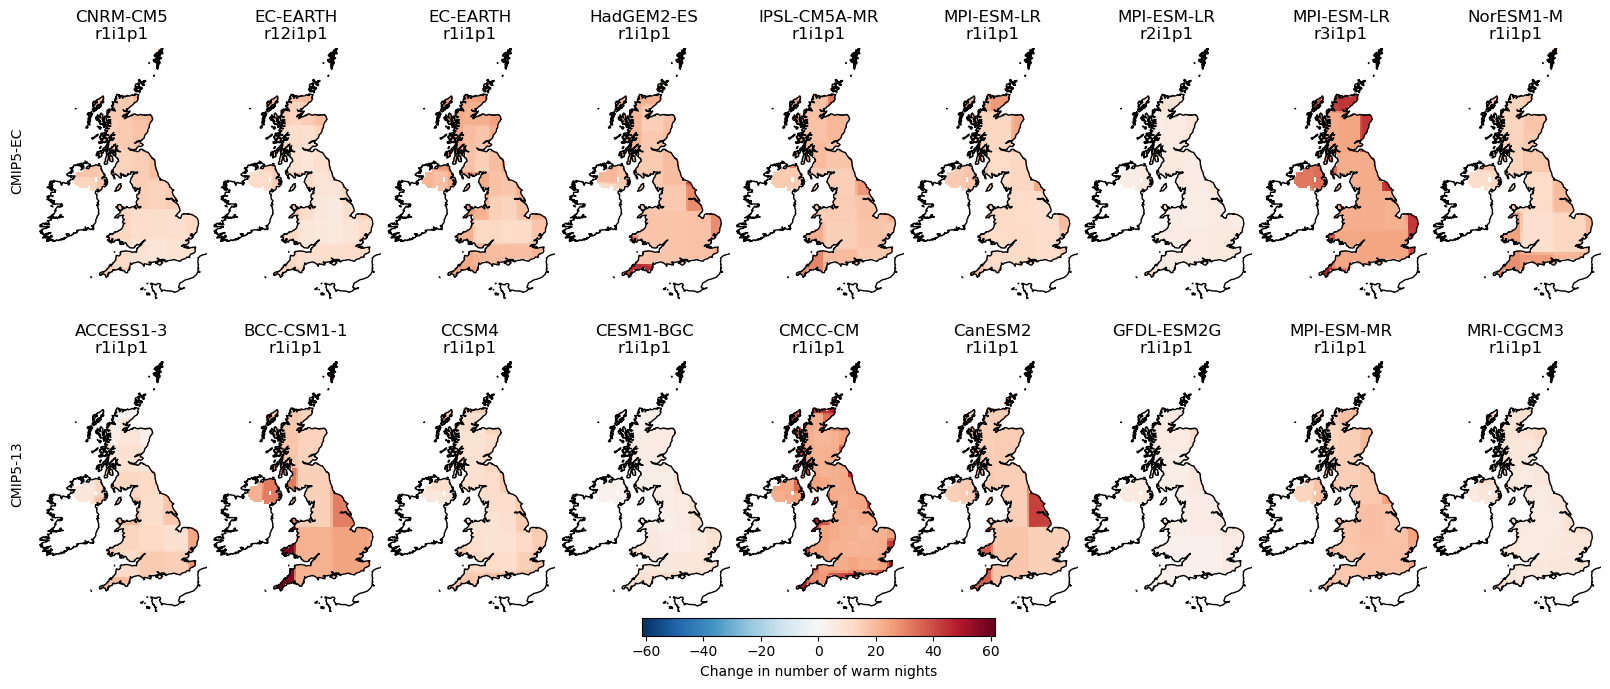 CNRM-CM5
r1i1p1
EC-EARTH
r12i1p1
EC-EARTH
r1i1p1
HadGEM2-ES
r1i1p1
IPSL-CM5A-MR
r1i1p1
MPI-ESM-LR
r1i1p1
MPI-ESM-LR
r2i1p1
MPI-ESM-LR
r3i1p1
NorESM1-M
r1i1p1
CMIP5-EC
ACCESS1-3
r1i1p1
BCC-CSM1-1
r1i1p1
CCSM4
r1i1p1
CESM1-BGC
r1i1p1
CMCC-CM
r1i1p1
CanESM2
r1i1p1
GFDL-ESM2G
r1i1p1
MPI-ESM-MR
r1i1p1
MRI-CGCM3
r1i1p1
CMIP5-13
−60 −40 −20 0 20 40 60
Change in number of warm nights